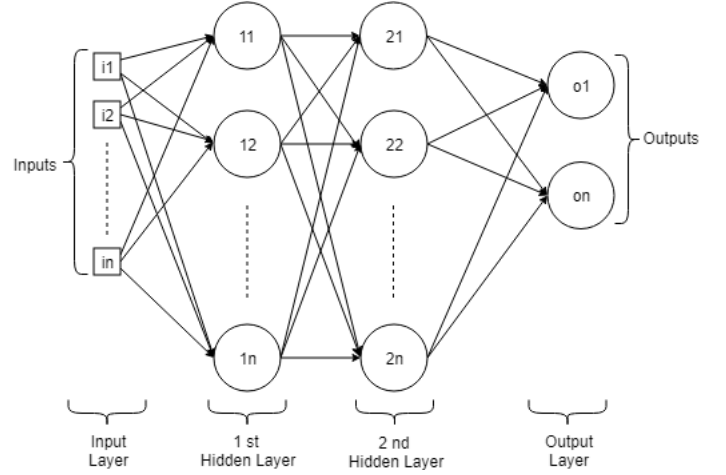 11
21
i1
o1
i2
12
22
Inputs
Outputs
on
in
1n
2n
Input
Layer
1 st
Hidden Layer
2 nd
Hidden Layer
Output
Layer